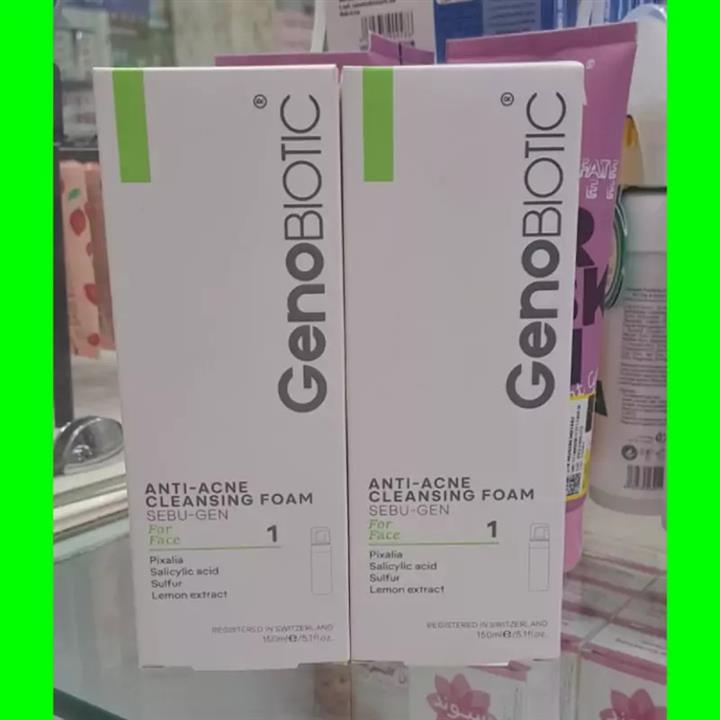 GenoBIOTIC®
ANTI-ACNE
CLEANSING FOAM
SEBU-GEN
For
Face
1
Pixalia
Salicylic acid
Sulfur
Lemon extract
REGISTERED IN SWITZERLAND
150ml e/5.1fl oz.
GenoBIOTIC®
ANTI-ACNE
CLEANSING FOAM
SEBU-GEN
For
Face
1
Pixalia
Salicylic acid
Sulfur
Lemon extract
REGISTERED IN SWITZERLAND
150ml e/5.1fl oz.